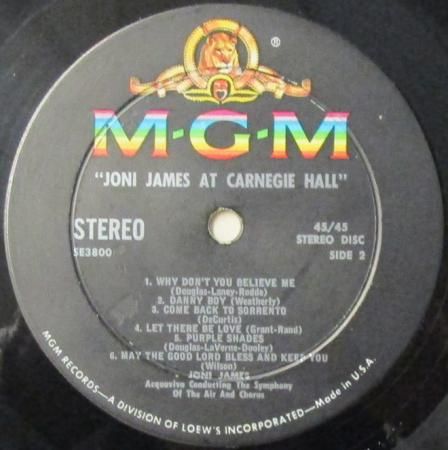 ®
M-G-M
"JONI JAMES AT CARNEGIE HALL"
STEREO
SE3800
45/45
STEREO DISC
SIDE 2
1. WHY DON'T YOU BELIEVE ME
(Douglas-Laney-Rodde)
2. DANNY BOY (Weatherly)
3. COME BACK TO SORRENTO
(DeCurtis)
4. LET THERE BE LOVE (Grant-Rand)
5. PURPLE SHADES
(Douglas-LaVerne-Dooley)
6. MAY THE GOOD LORD BLESS AND KEEP YOU
(Wilson)
JONI JAMES
Acquaviva Conducting The Symphony
Of The Air And Chorus
MGM RECORDS—A DIVISION OF LOEW'S INCORPORATED—Made in U.S.A.